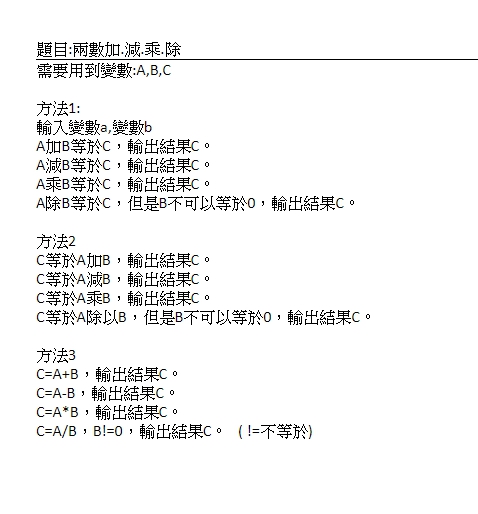 題目:兩數加.減.乘.除
需要用到變數:A,B,C
方法1:
輸入變數a,變數b
A加B等於C，輸出結果C。
A減B等於C，輸出結果C。
A乘B等於C，輸出結果C。
A除B等於C，但是B不可以等於0，輸出結果C。
方法2
C等於A加B，輸出結果C。
C等於A減B，輸出結果C。
C等於A乘B，輸出結果C。
C等於A除以B，但是B不可以等於0，輸出結果C。
方法3
C=A+B，輸出結果C。
C=A-B，輸出結果C。
C=A*B，輸出結果C。
C=A/B，B!=0，輸出結果C。 ( !=不等於)